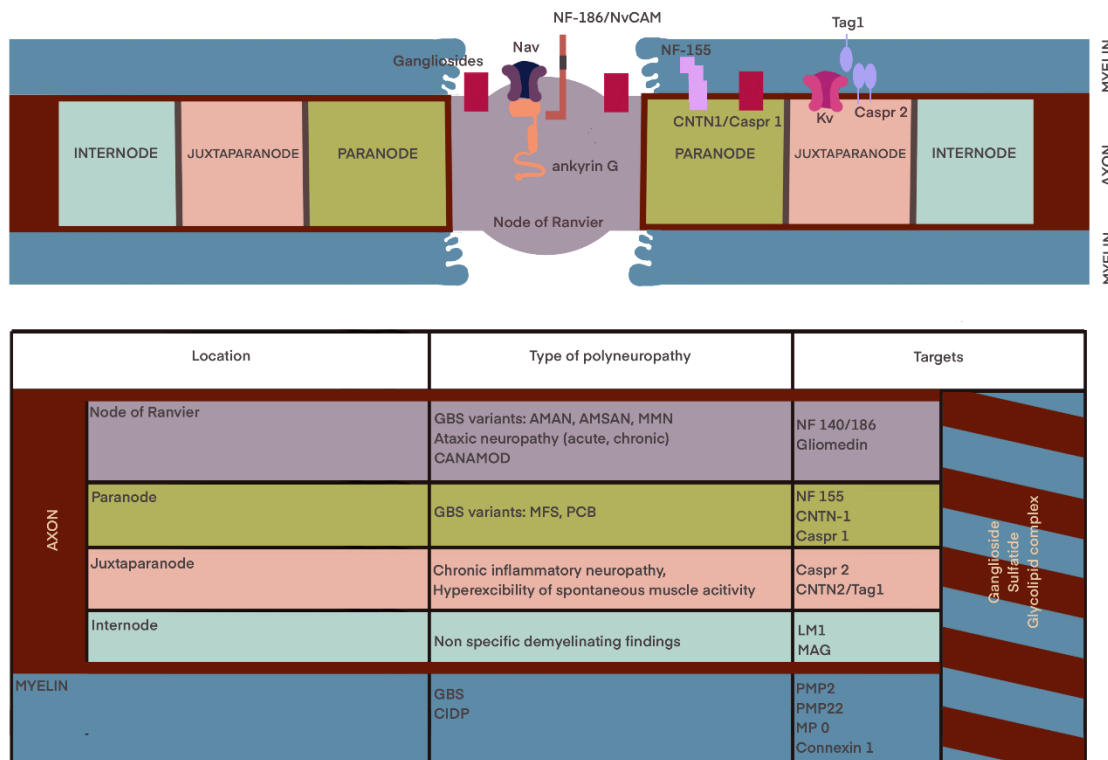 NF-186/NvCAM
Tag1
Nav
NF-155
Gangliosides
MYELIN
CNTN1/Caspr 1
Kv
Caspr 2
INTERNODE
JUXTAPARANODE
PARANODE
ankyrin G
PARANODE
JUXTAPARANODE
INTERNODE
AXON
Node of Ranvier
MYELIN
Location
Type of polyneuropathy
Targets
AXON
Node of Ranvier
GBS variants: AMAN, AMSAN, MMN
Ataxic neuropathy (acute, chronic)
CANAMOD
NF 140/186
Gliomedin
Paranode
GBS variants: MFS, PCB
NF 155
CNTN-1
Caspr 1
Juxtaparanode
Chronic inflammatory neuropathy,
Hyperexcibility of spontaneous muscle acitivity
Caspr 2
CNTN2/Tag1
Internode
Non specific demyelinating findings
LM1
MAG
Ganglioside
Sulfatide
Glycolipid complex
MYELIN
-
GBS
CIDP
PMP2
PMP22
MP 0
Connexin 1